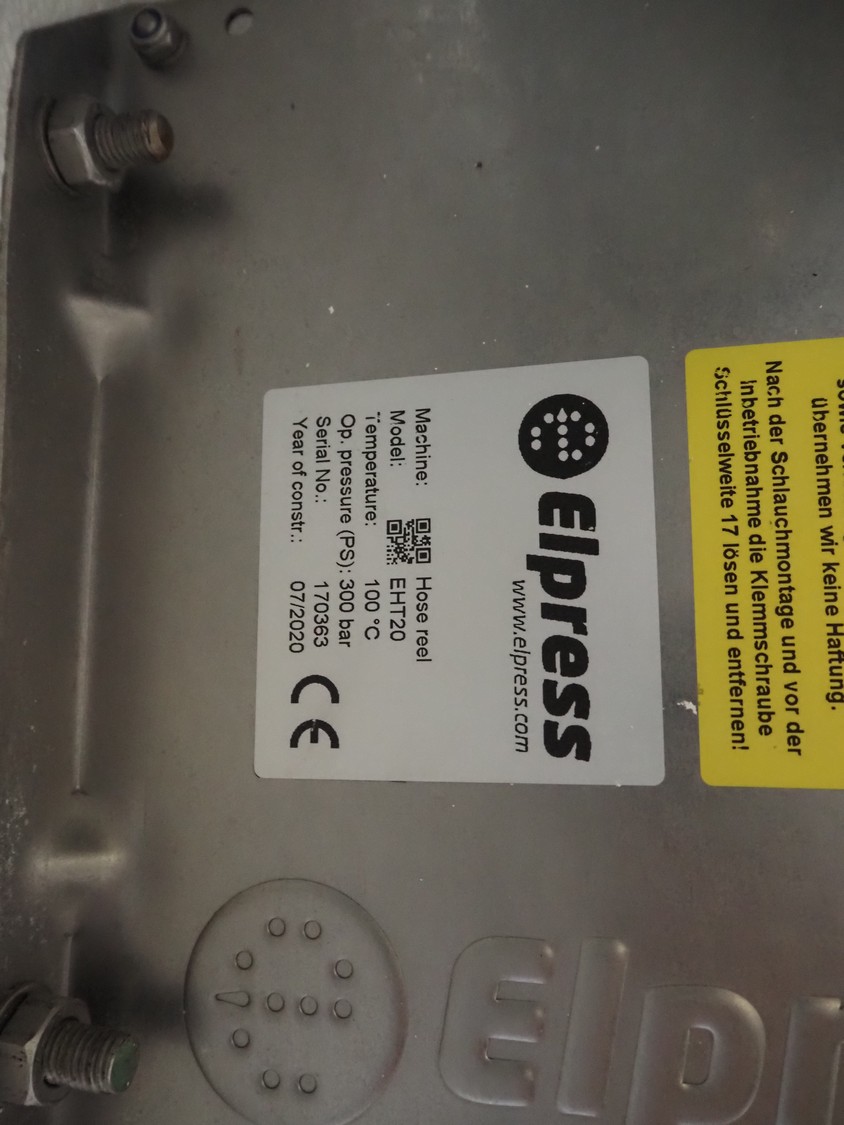 Elpress
www.elpress.com
Machine: Hose reel
Model: EHT20
Temperature: 100 °C
Op. pressure (PS): 300 bar
Serial No.: 170363
Year of constr.: 07/2020
CE
übernehmen wir keine Haftung.
Nach der Schlauchmontage und vor der
Inbetriebnahme die Klemmschraube
Schlüsselweite 17 lösen und entfernen!
Elpr